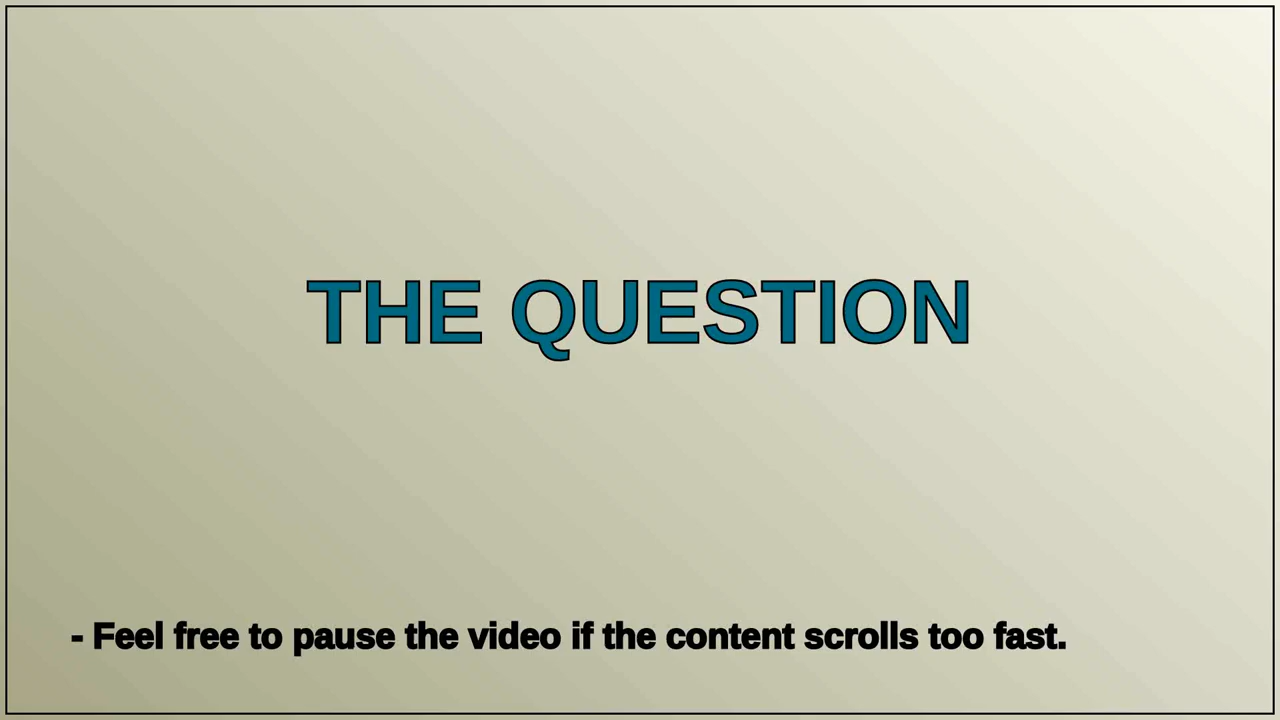 THE QUESTION
- Feel free to pause the video if the content scrolls too fast.